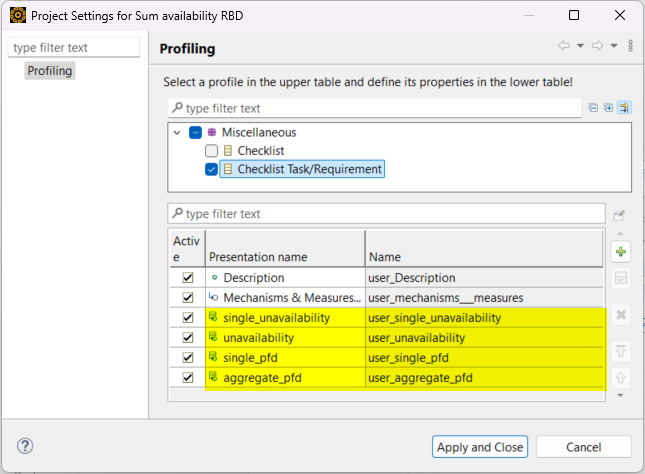 Project Settings for Sum availability RBD
type filter text
Profiling
Profiling
Select a profile in the upper table and define its properties in the lower table!
type filter text
Miscellaneous
Checklist
Checklist Task/Requirement
type filter text
Active Presentation name Name
Description user_Description
Mechanisms & Measures... user_mechanisms___measures
single_unavailability user_single_unavailability
unavailability user_unavailability
single_pfd user_single_pfd
aggregate_pfd user_aggregate_pfd
Apply and Close Cancel